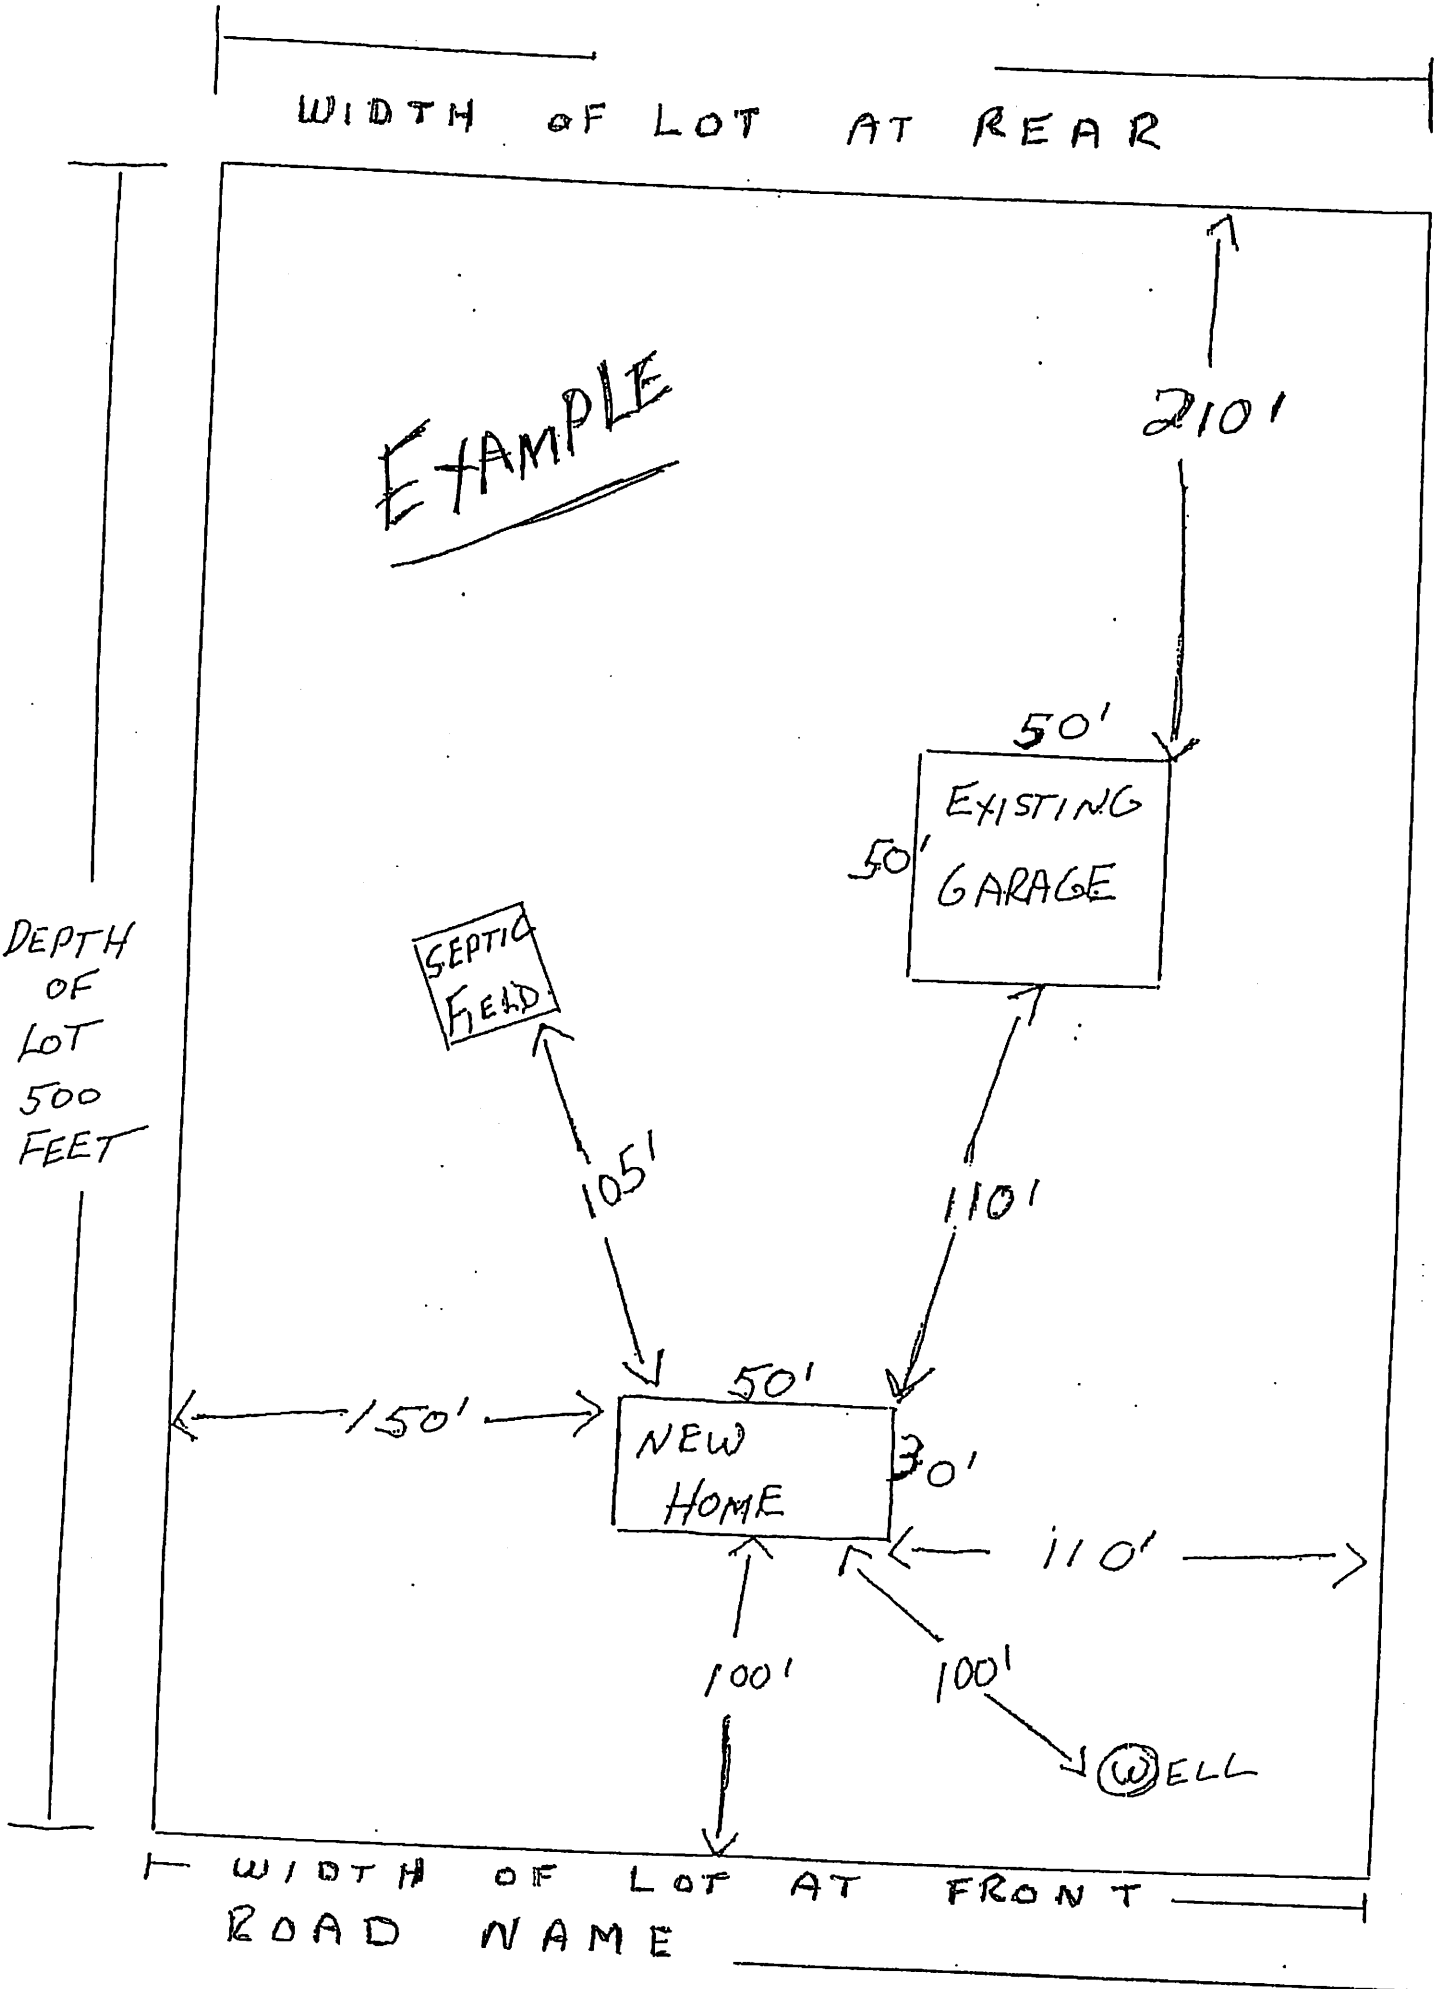 WIDTH OF LOT AT REAR
210'
EXAMPLE
50'
EXISTING
50'
GARAGE
DEPTH
OF
LOT
500
FEET
SEPTIC
FIELD
105'
110'
50'
150'
NEW
HOME
30'
110'
100'
100'
WELL
WIDTH OF LOT AT FRONT
ROAD NAME